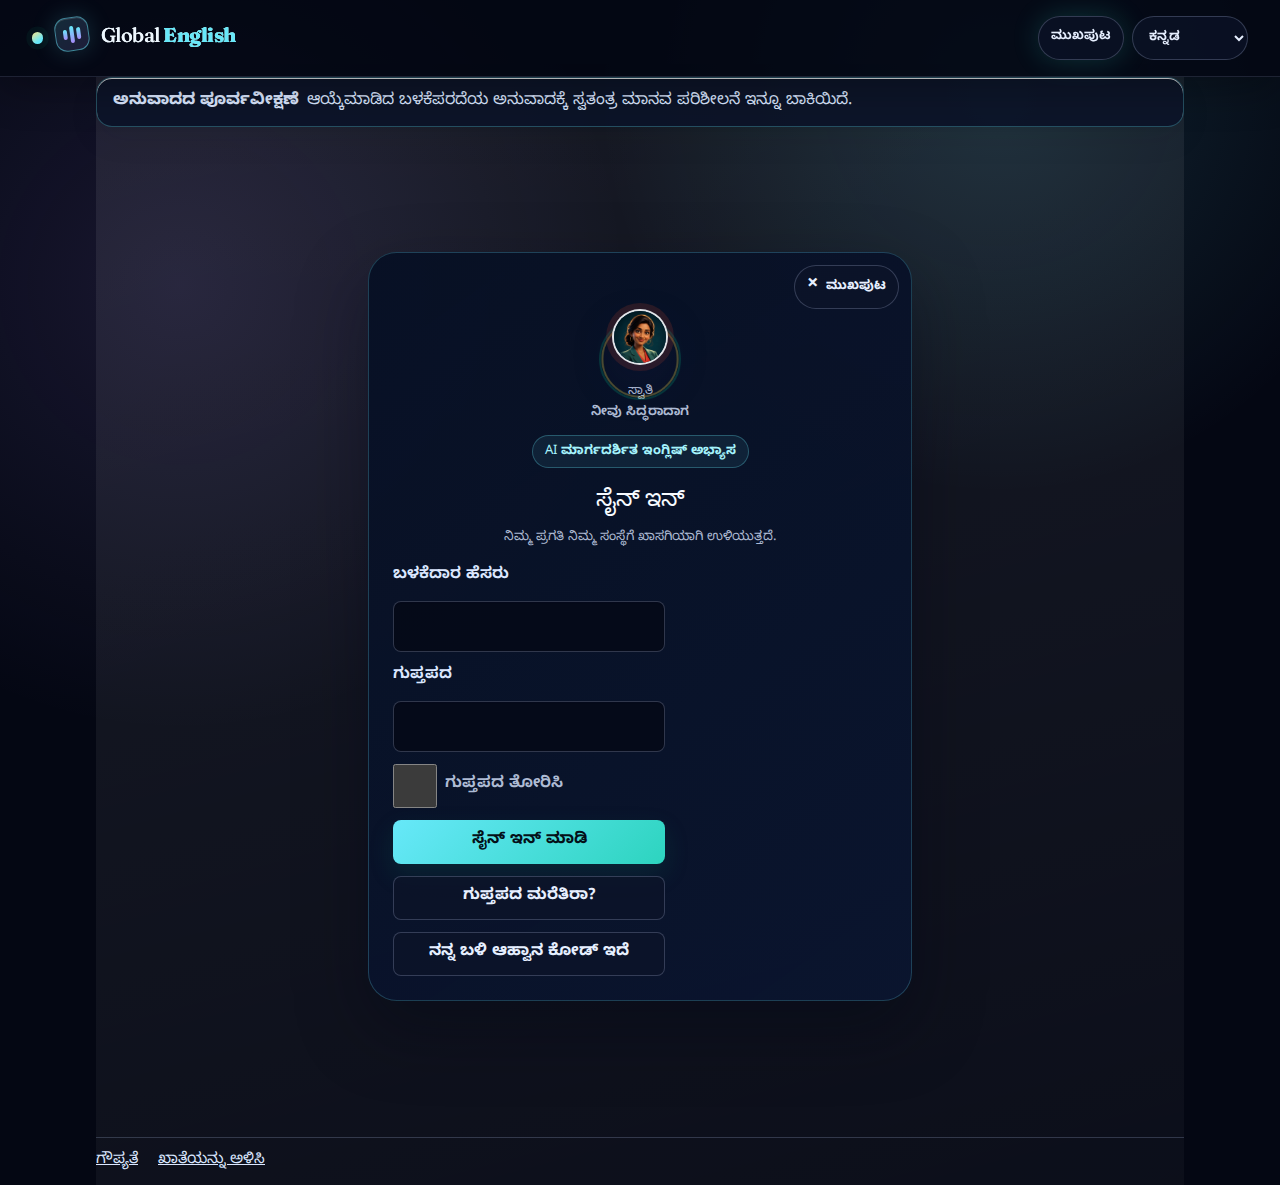 Global English
ಮುಖಪುಟ
ಕನ್ನಡ
ಅನುವಾದದ ಪೂರ್ವವೀಕ್ಷಣೆ ಆಯ್ಕೆಮಾಡಿದ ಬಳಕೆಪರದೆಯ ಅನುವಾದಕ್ಕೆ ಸ್ವತಂತ್ರ ಮಾನವ ಪರಿಶೀಲನೆ ಇನ್ನೂ ಬಾಕಿಯಿದೆ.
× ಮುಖಪುಟ
ಸ್ವಾತಿ
ನೀವು ಸಿದ್ಧರಾದಾಗ
AI ಮಾರ್ಗದರ್ಶಿತ ಇಂಗ್ಲಿಷ್ ಅಭ್ಯಾಸ
ಸೈನ್ ಇನ್
ನಿಮ್ಮ ಪ್ರಗತಿ ನಿಮ್ಮ ಸಂಸ್ಥೆಗೆ ಖಾಸಗಿಯಾಗಿ ಉಳಿಯುತ್ತದೆ.
ಬಳಕೆದಾರ ಹೆಸರು
ಗುಪ್ತಪದ
ಗುಪ್ತಪದ ತೋರಿಸಿ
ಸೈನ್ ಇನ್ ಮಾಡಿ
ಗುಪ್ತಪದ ಮರೆತಿರಾ?
ನನ್ನ ಬಳಿ ಆಹ್ವಾನ ಕೋಡ್ ಇದೆ
ಗೌಪ್ಯತೆ ಖಾತೆಯನ್ನು ಅಳಿಸಿ